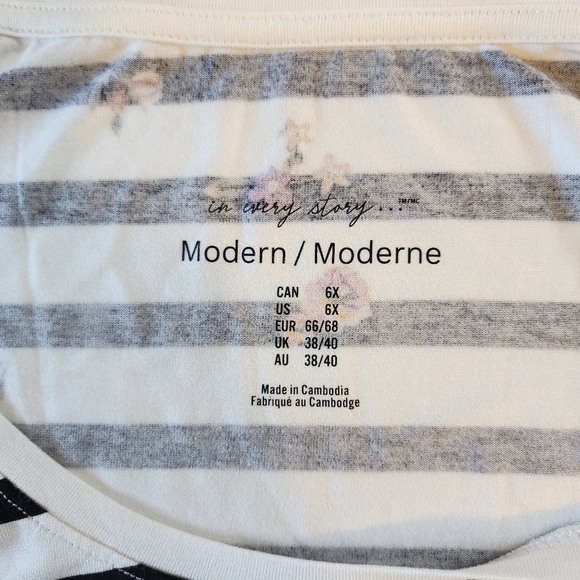 in every story...™/MC
Modern / Moderne
CAN 6X
US 6X
EUR 66/68
UK 38/40
AU 38/40
Made in Cambodia
Fabriqué au Cambodge